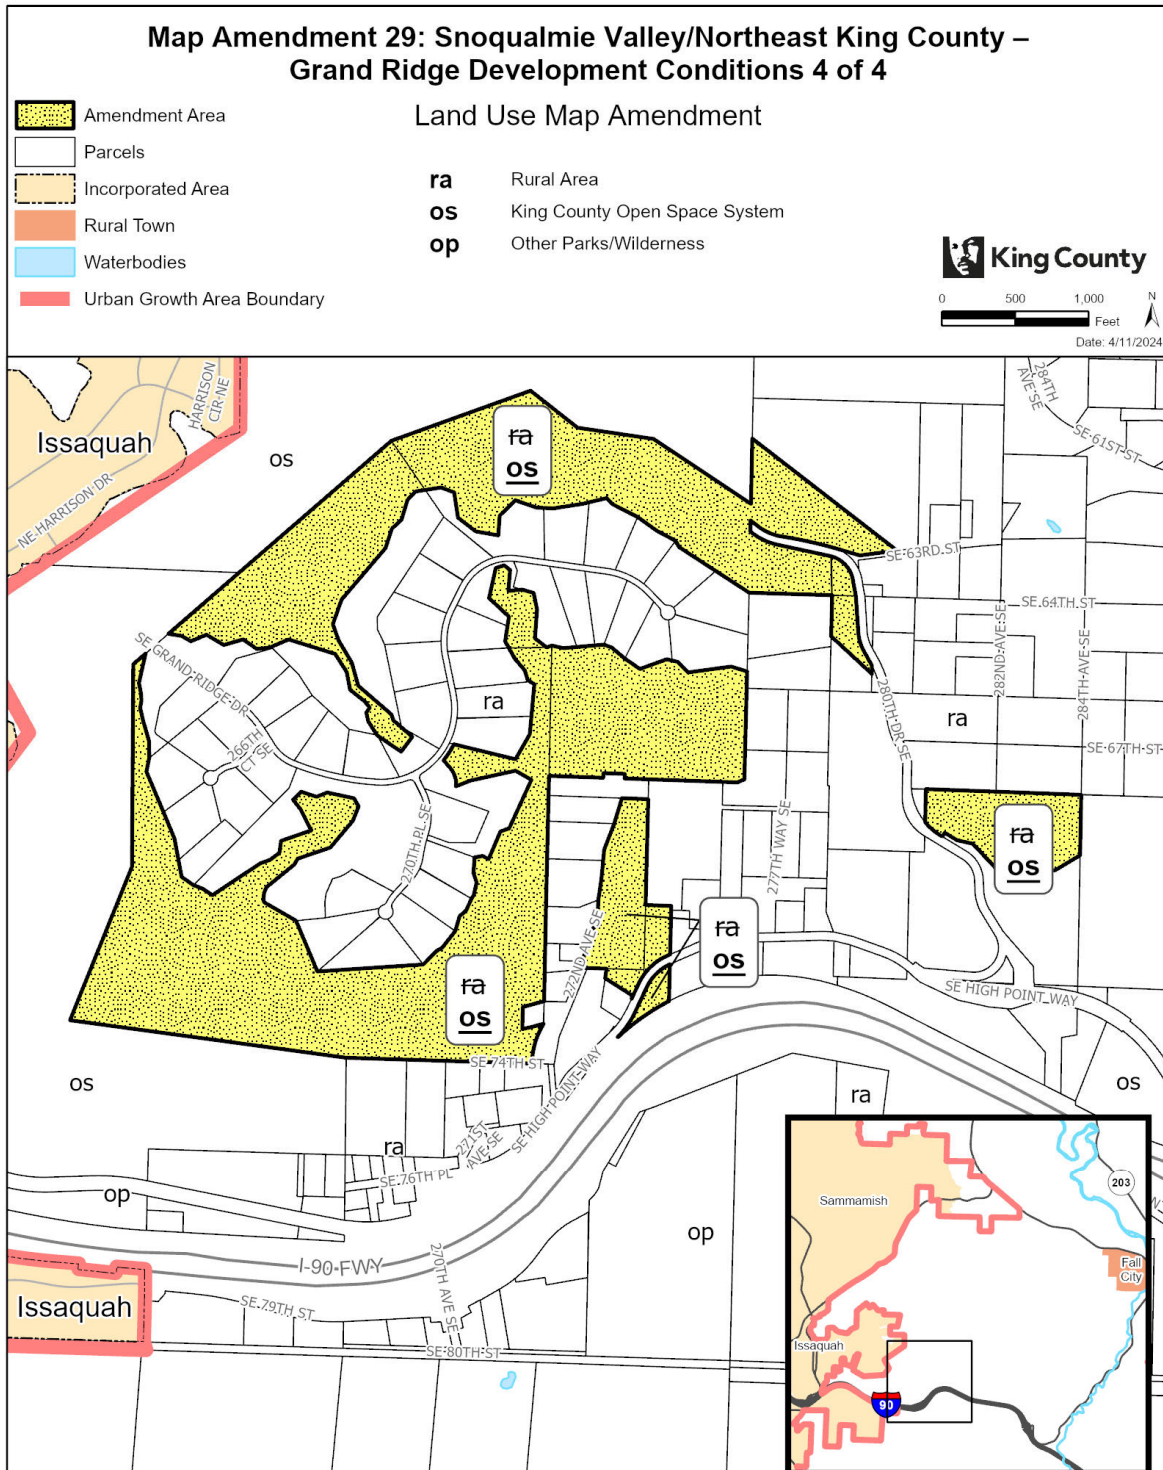 Map Amendment 29: Snoqualmie Valley/Northeast King County –
Grand Ridge Development Conditions 4 of 4
Land Use Map Amendment
Amendment Area
Parcels
Incorporated Area
Rural Town
Waterbodies
Urban Growth Area Boundary
ra Rural Area
os King County Open Space System
op Other Parks/Wilderness
King County
0 500 1,000
Feet
N
Date: 4/11/2024
Issaquah
HARRISON
CIR NE
NE HARRISON DR
os
ra
os
284TH
AVE SE
SE 61ST ST
SE 63RD ST
SE 64TH ST
282ND AVE SE
284TH AVE SE
SE GRAND RIDGE DR
266TH
CT SE
ra
280TH DR SE
ra
SE 67TH ST
270TH PL SE
277TH WAY SE
ra
os
272ND AVE SE
ra
os
ra
os
SE HIGH POINT WAY
SE 74TH ST
SE HIGH POINT WAY
os
ra
os
271ST
AVE SE
ra
SE 76TH PL
op
op
I-90 FWY
270TH AVE SE
Issaquah
SE 79TH ST
SE 80TH ST
Sammamish
203
Fall
City
Issaquah
90